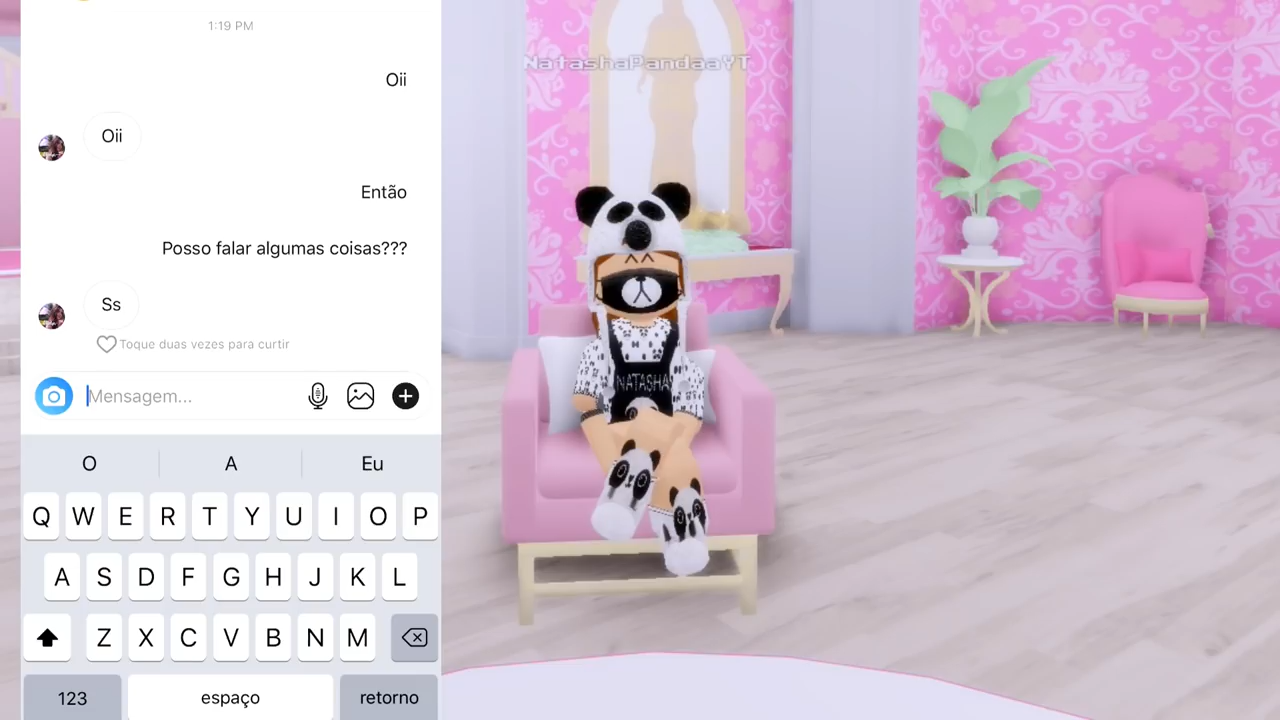 1:19 PM
Oii
Oii
Então
Posso falar algumas coisas???
Ss
Toque duas vezes para curtir
Mensagem...
O A Eu
Q W E R T Y U I O P
A S D F G H J K L
Z X C V B N M
123 espaço retorno
NatashaPandaaYT
NATASHA